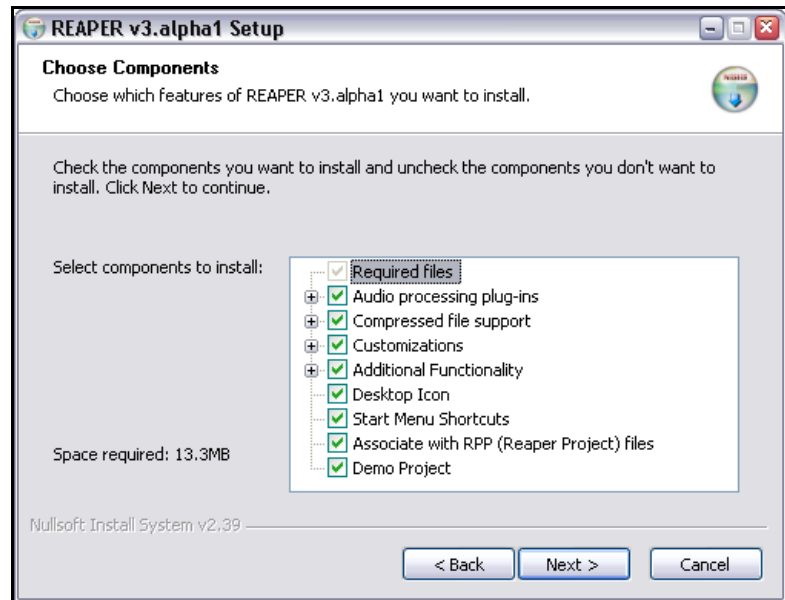 REAPER v3.alpha1 Setup
Choose Components
Choose which features of REAPER v3.alpha1 you want to install.
Check the components you want to install and uncheck the components you don't want to
install. Click Next to continue.
Select components to install:
Required files
Audio processing plug-ins
Compressed file support
Customizations
Additional Functionality
Desktop Icon
Start Menu Shortcuts
Associate with RPP (Reaper Project) files
Demo Project
Space required: 13.3MB
Nullsoft Install System v2.39
< Back
Next >
Cancel